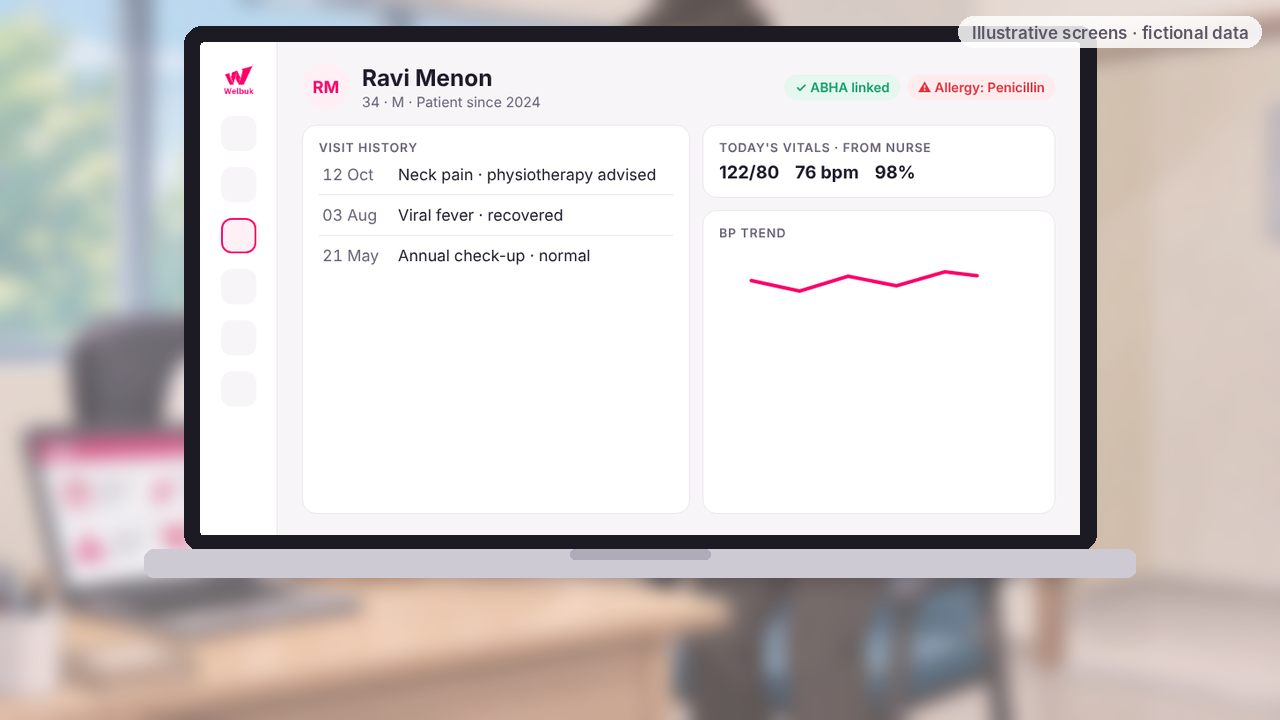 Illustrative screens · fictional data
Welbuk
RM
Ravi Menon
34 · M · Patient since 2024
✓ ABHA linked
⚠ Allergy: Penicillin
VISIT HISTORY
12 Oct Neck pain · physiotherapy advised
03 Aug Viral fever · recovered
21 May Annual check-up · normal
TODAY'S VITALS · FROM NURSE
122/80 76 bpm 98%
BP TREND